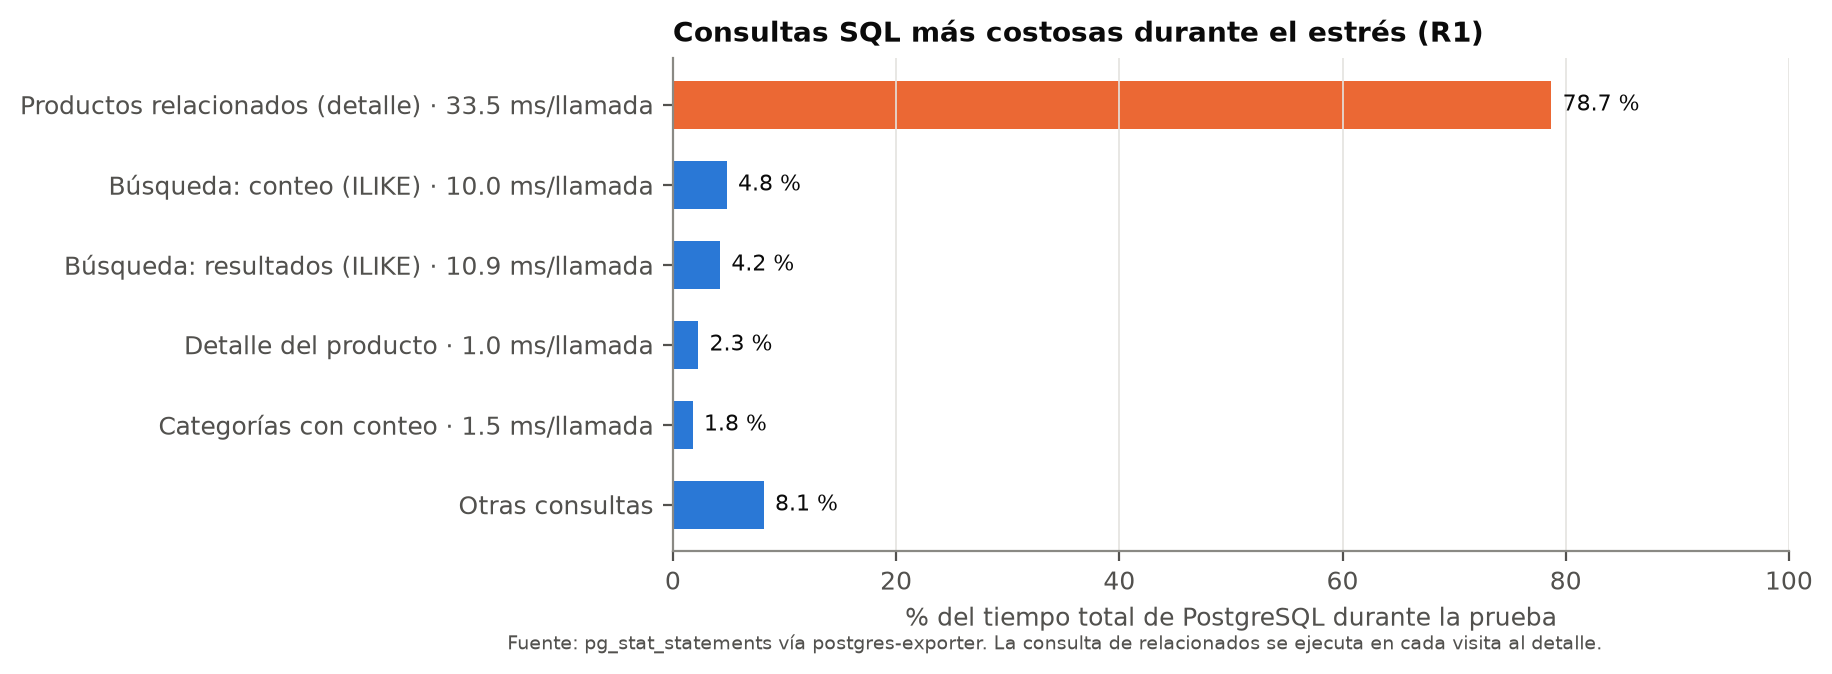 Consultas SQL más costosas durante el estrés (R1)
Productos relacionados (detalle) · 33.5 ms/llamada
78.7 %
Búsqueda: conteo (ILIKE) · 10.0 ms/llamada
4.8 %
Búsqueda: resultados (ILIKE) · 10.9 ms/llamada
4.2 %
Detalle del producto · 1.0 ms/llamada
2.3 %
Categorías con conteo · 1.5 ms/llamada
1.8 %
Otras consultas
8.1 %
0 20 40 60 80 100
% del tiempo total de PostgreSQL durante la prueba
Fuente: pg_stat_statements vía postgres-exporter. La consulta de relacionados se ejecuta en cada visita al detalle.